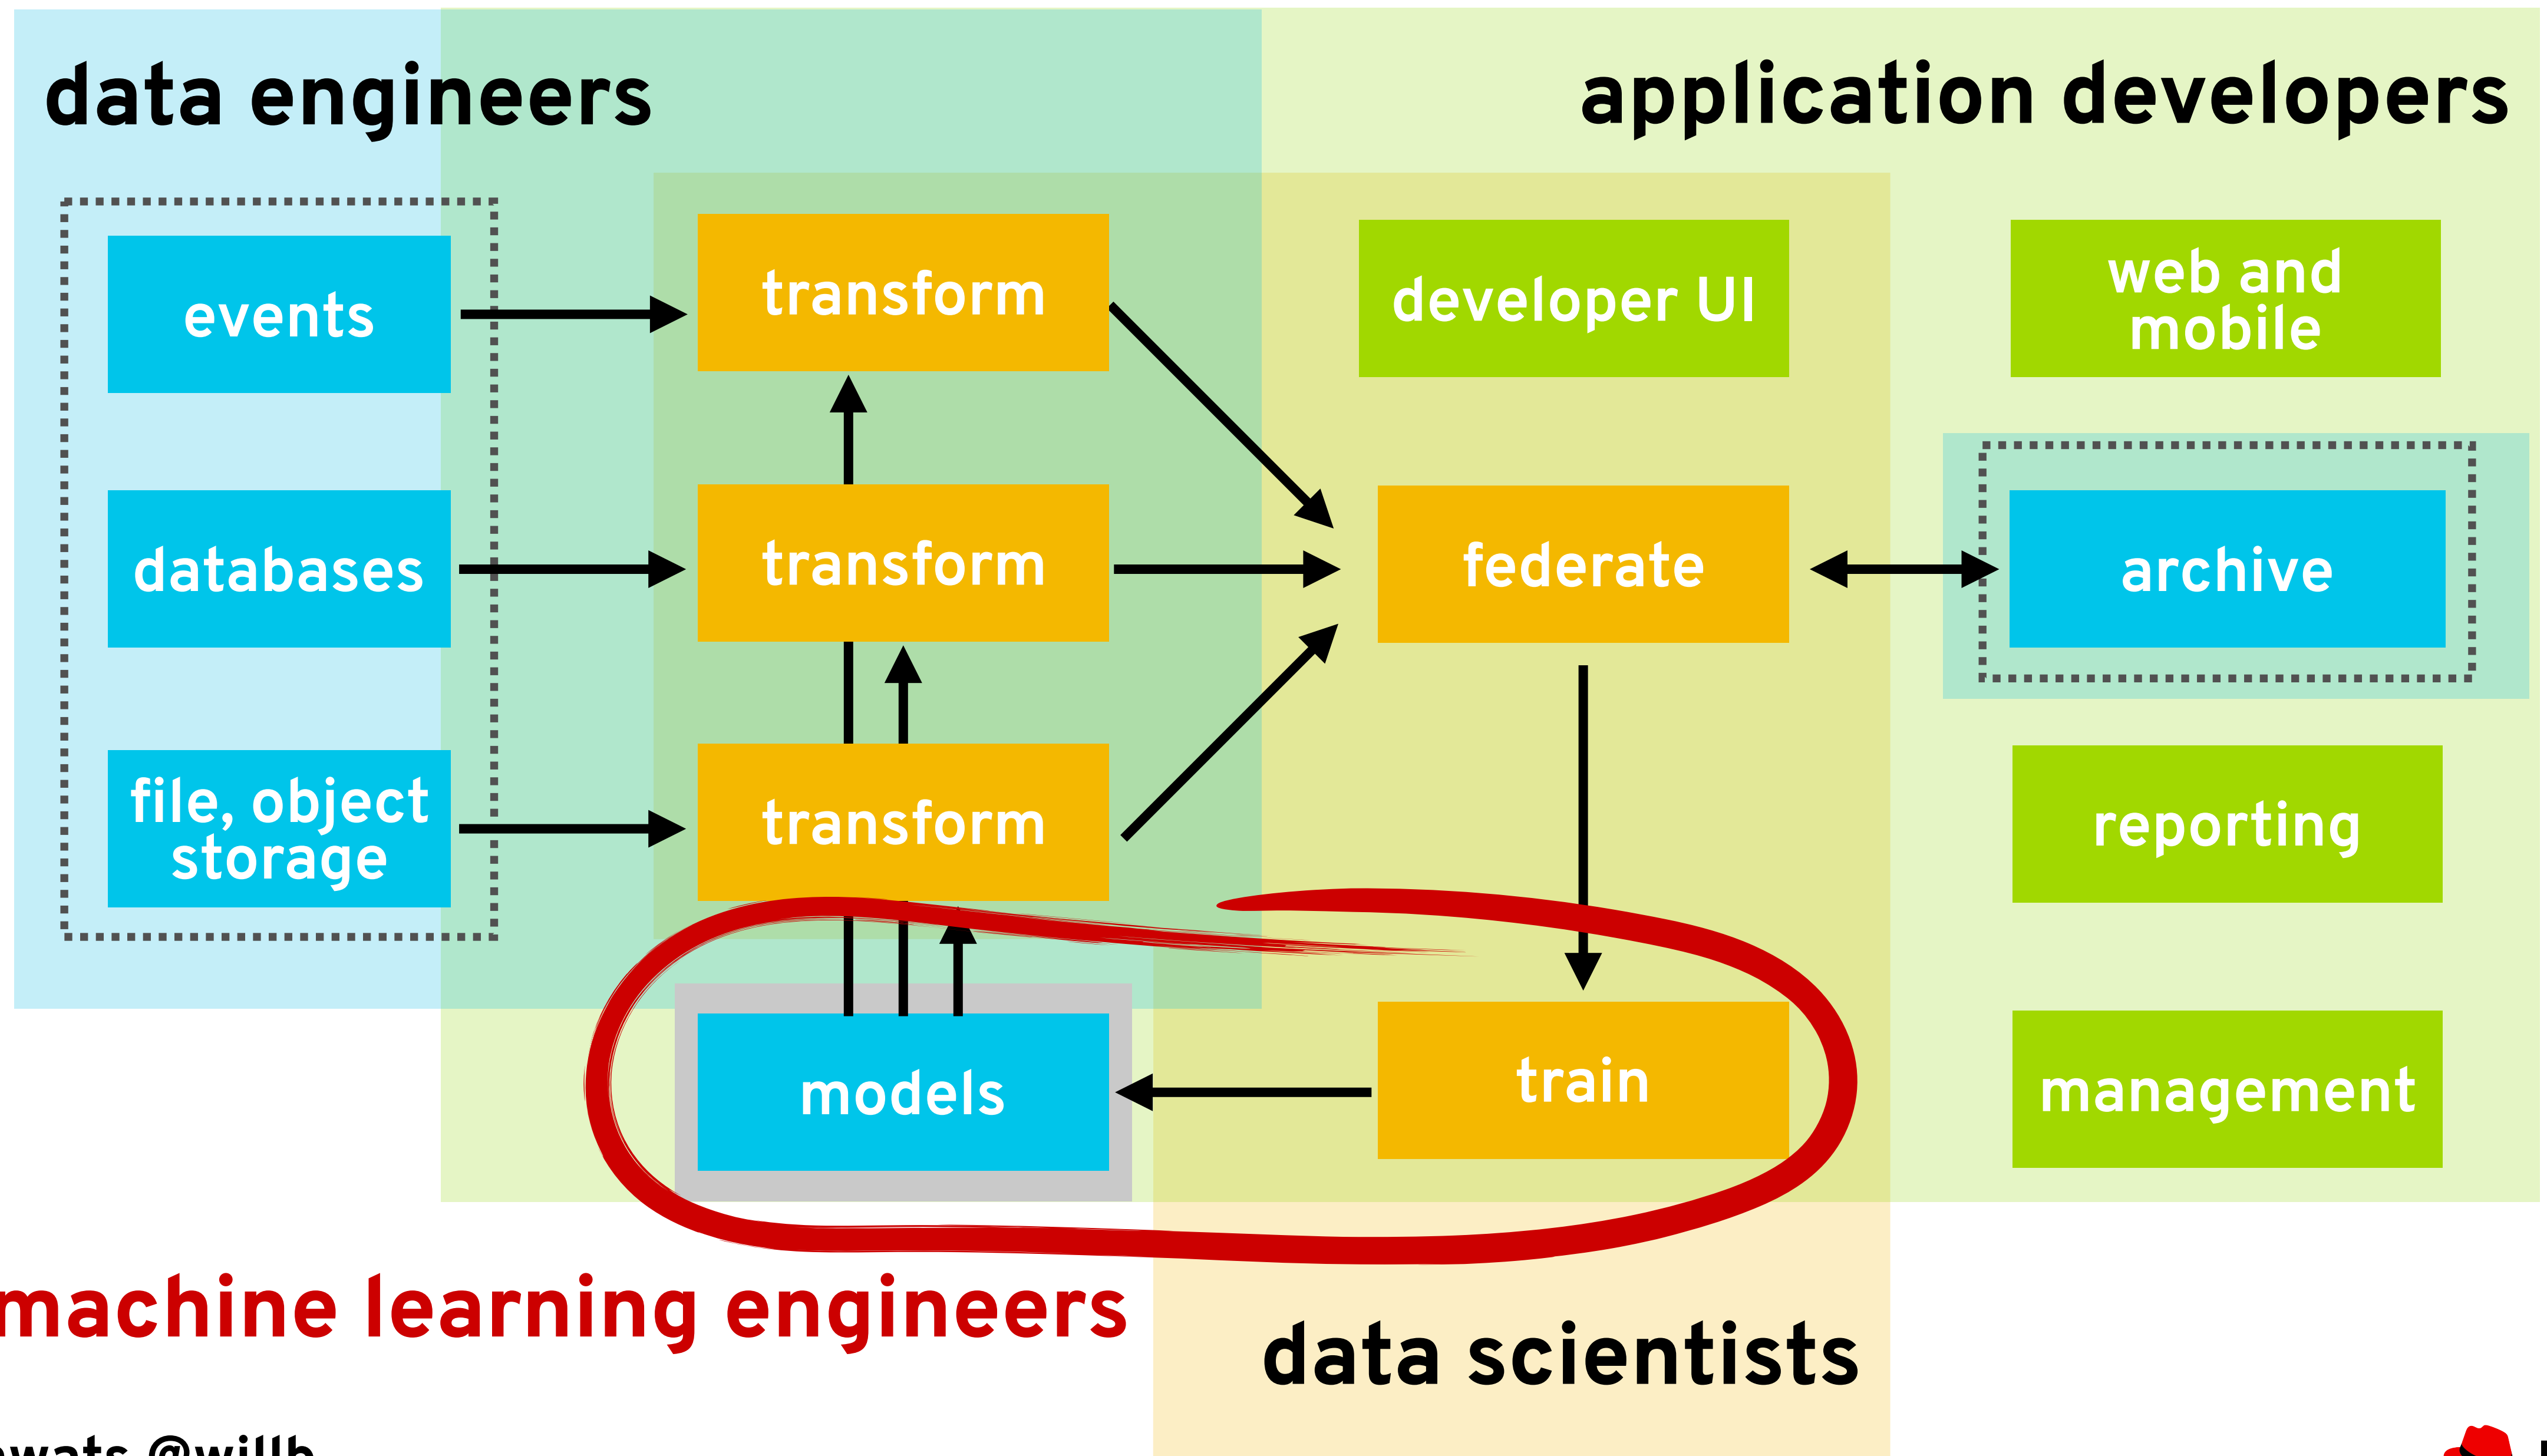 data engineers
application developers
events
transform
developer UI
web and
mobile
databases
transform
federate
archive
file, object
storage
transform
reporting
models
train
management
machine learning engineers
data scientists
@willb